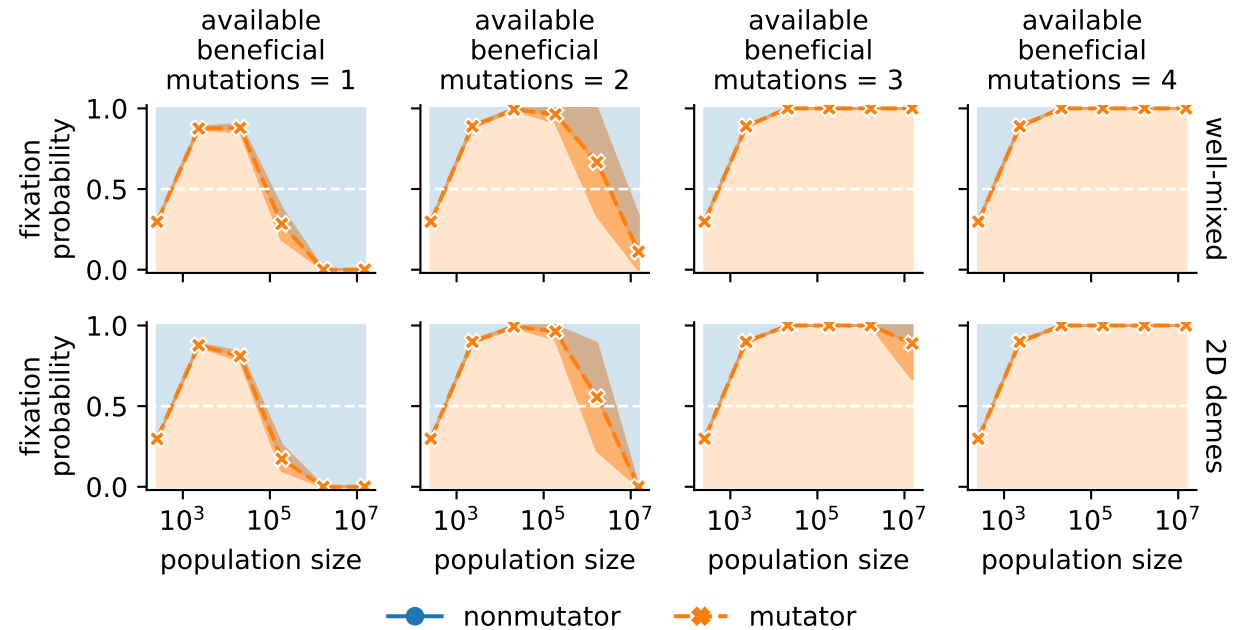 available
beneficial
mutations = 1
available
beneficial
mutations = 2
available
beneficial
mutations = 3
available
beneficial
mutations = 4
fixation
probability
1.0
0.5
0.0
well-mixed
fixation
probability
1.0
0.5
0.0
2D demes
10³ 10⁵ 10⁷
10³ 10⁵ 10⁷
10³ 10⁵ 10⁷
10³ 10⁵ 10⁷
population size
population size
population size
population size
nonmutator
mutator